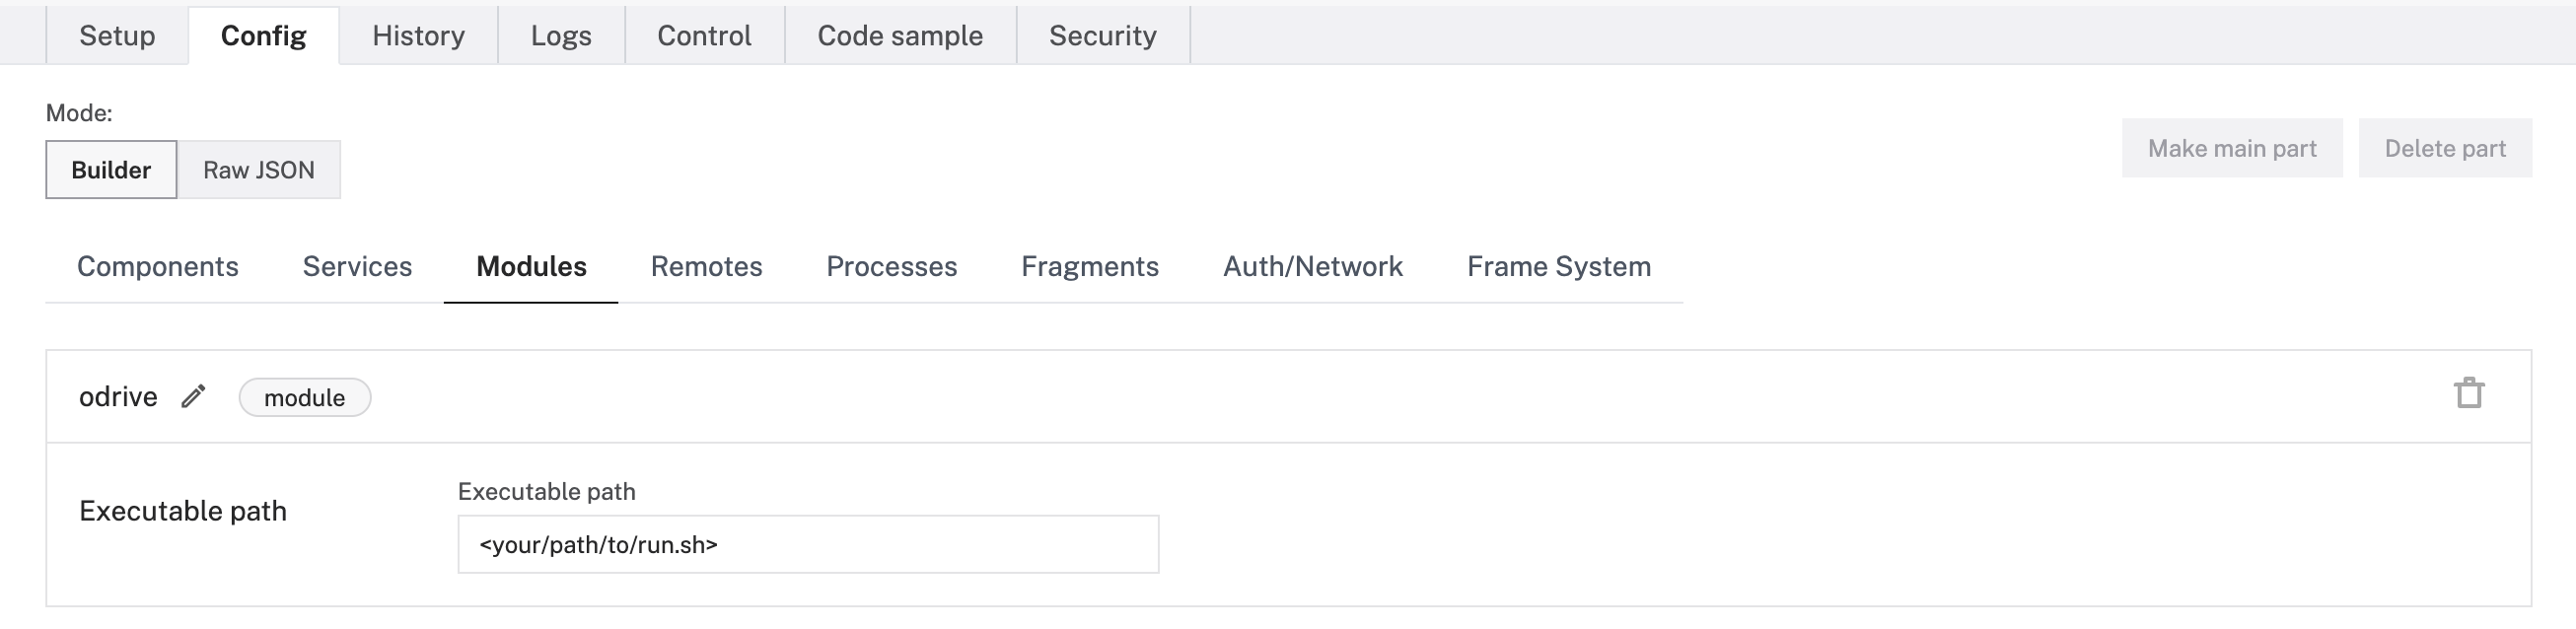 Setup Config History Logs Control Code sample Security
Mode:
Builder Raw JSON
Make main part Delete part
Components Services Modules Remotes Processes Fragments Auth/Network Frame System
odrive module
Executable path
Executable path
<your/path/to/run.sh>